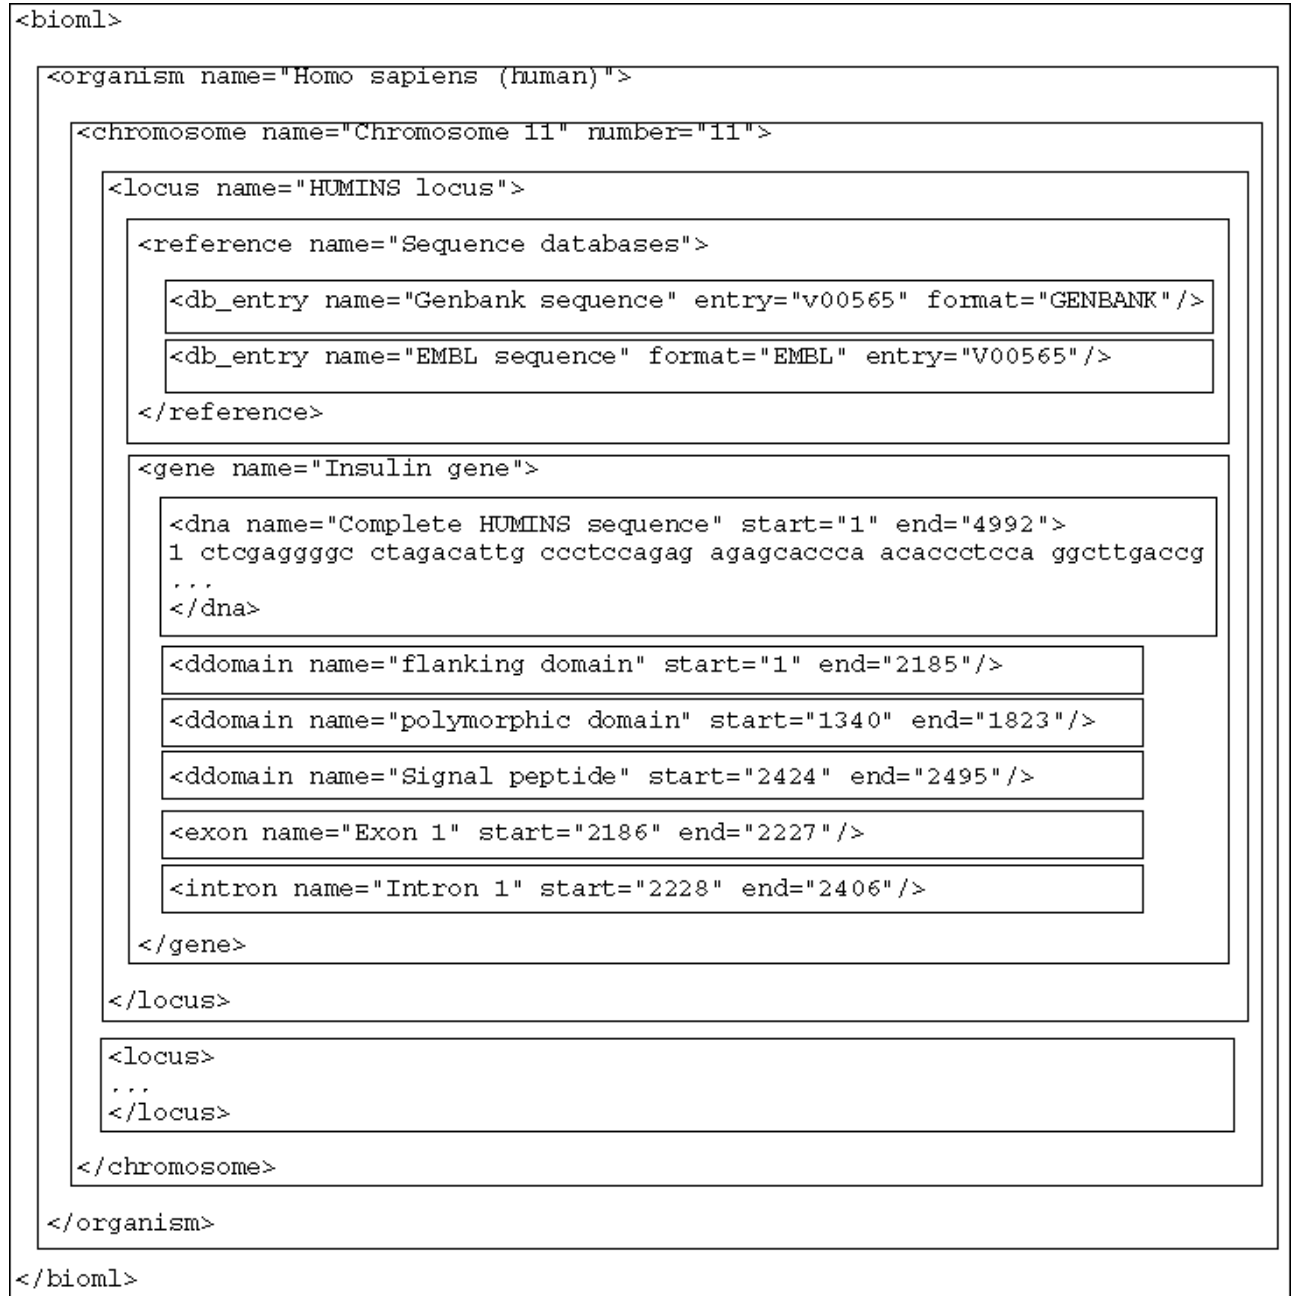 <bioml>
<organism name="Homo sapiens (human)">
<chromosome name="Chromosome 11" number="11">
<locus name="HUMINS locus">
<reference name="Sequence databases">
<db_entry name="Genbank sequence" entry="v00565" format="GENBANK"/>
<db_entry name="EMBL sequence" format="EMBL" entry="V00565"/>
</reference>
<gene name="Insulin gene">
<dna name="Complete HUMINS sequence" start="1" end="4992">
1 ctcgaggggc ctagacattg ccctccagag agagcaccca acaccctcca ggcttgaccg
...
</dna>
<ddomain name="flanking domain" start="1" end="2185"/>
<ddomain name="polymorphic domain" start="1340" end="1823"/>
<ddomain name="Signal peptide" start="2424" end="2495"/>
<exon name="Exon 1" start="2186" end="2227"/>
<intron name="Intron 1" start="2228" end="2406"/>
</gene>
</locus>
<locus>
...
</locus>
</chromosome>
</organism>
</bioml>